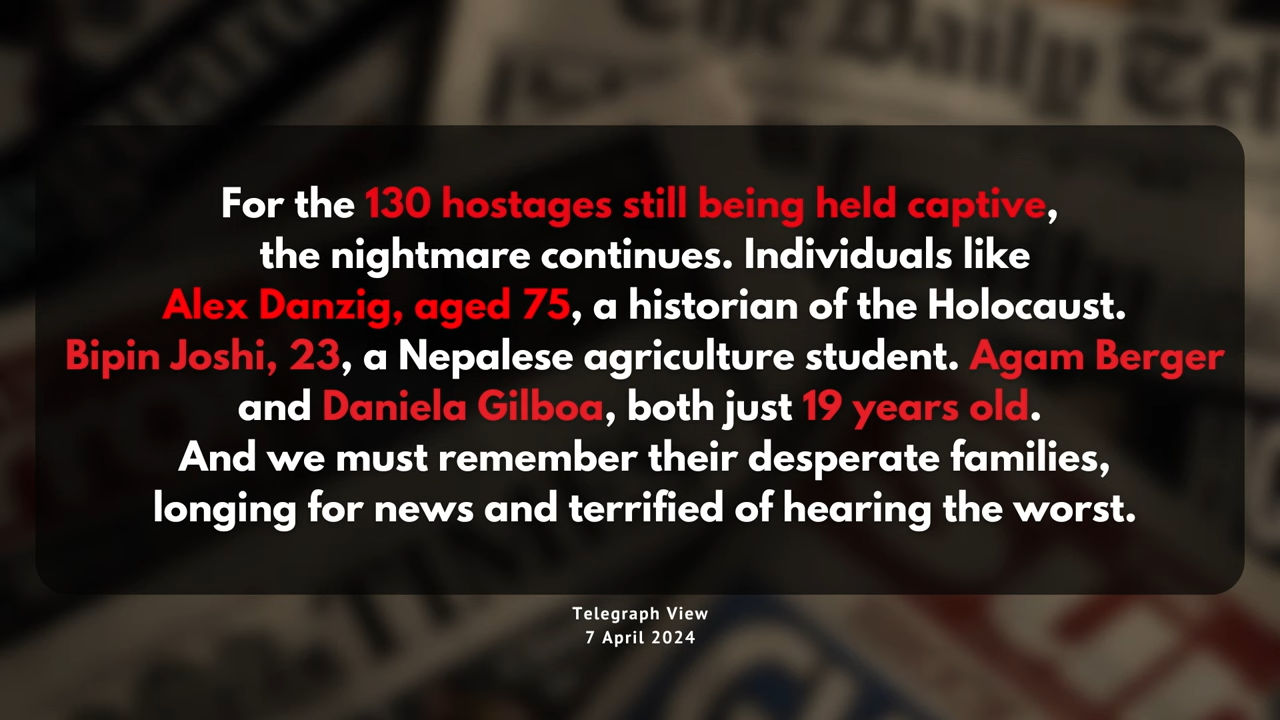 The Daily Tel
For the 130 hostages still being held captive,
the nightmare continues. Individuals like
Alex Danzig, aged 75, a historian of the Holocaust.
Bipin Joshi, 23, a Nepalese agriculture student. Agam Berger
and Daniela Gilboa, both just 19 years old.
And we must remember their desperate families,
longing for news and terrified of hearing the worst.
Telegraph View
7 April 2024